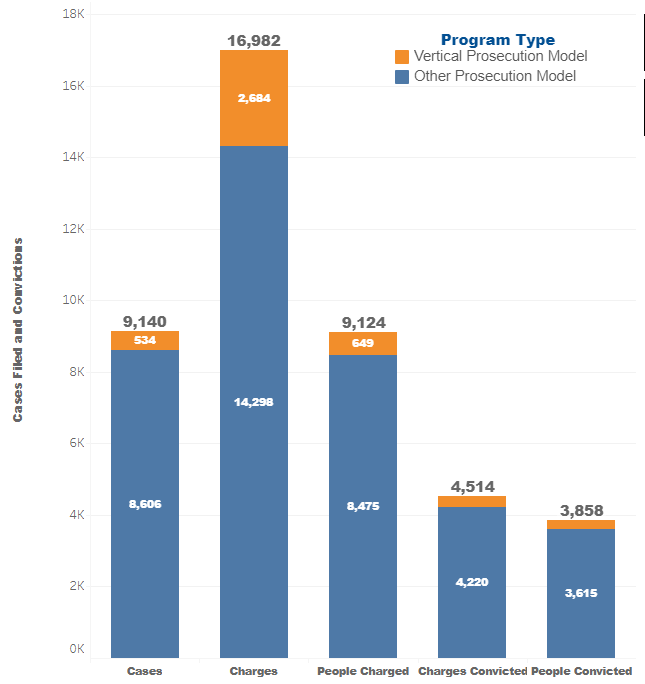 18K
16,982
Program Type
Vertical Prosecution Model
Other Prosecution Model
16K
2,684
14K
12K
10K
9,140
9,124
534
649
8K
14,298
8,606
8,475
6K
4,514
3,858
4K
4,220
3,615
2K
0K
Cases Filed and Convictions
Cases
Charges
People Charged
Charges Convicted
People Convicted